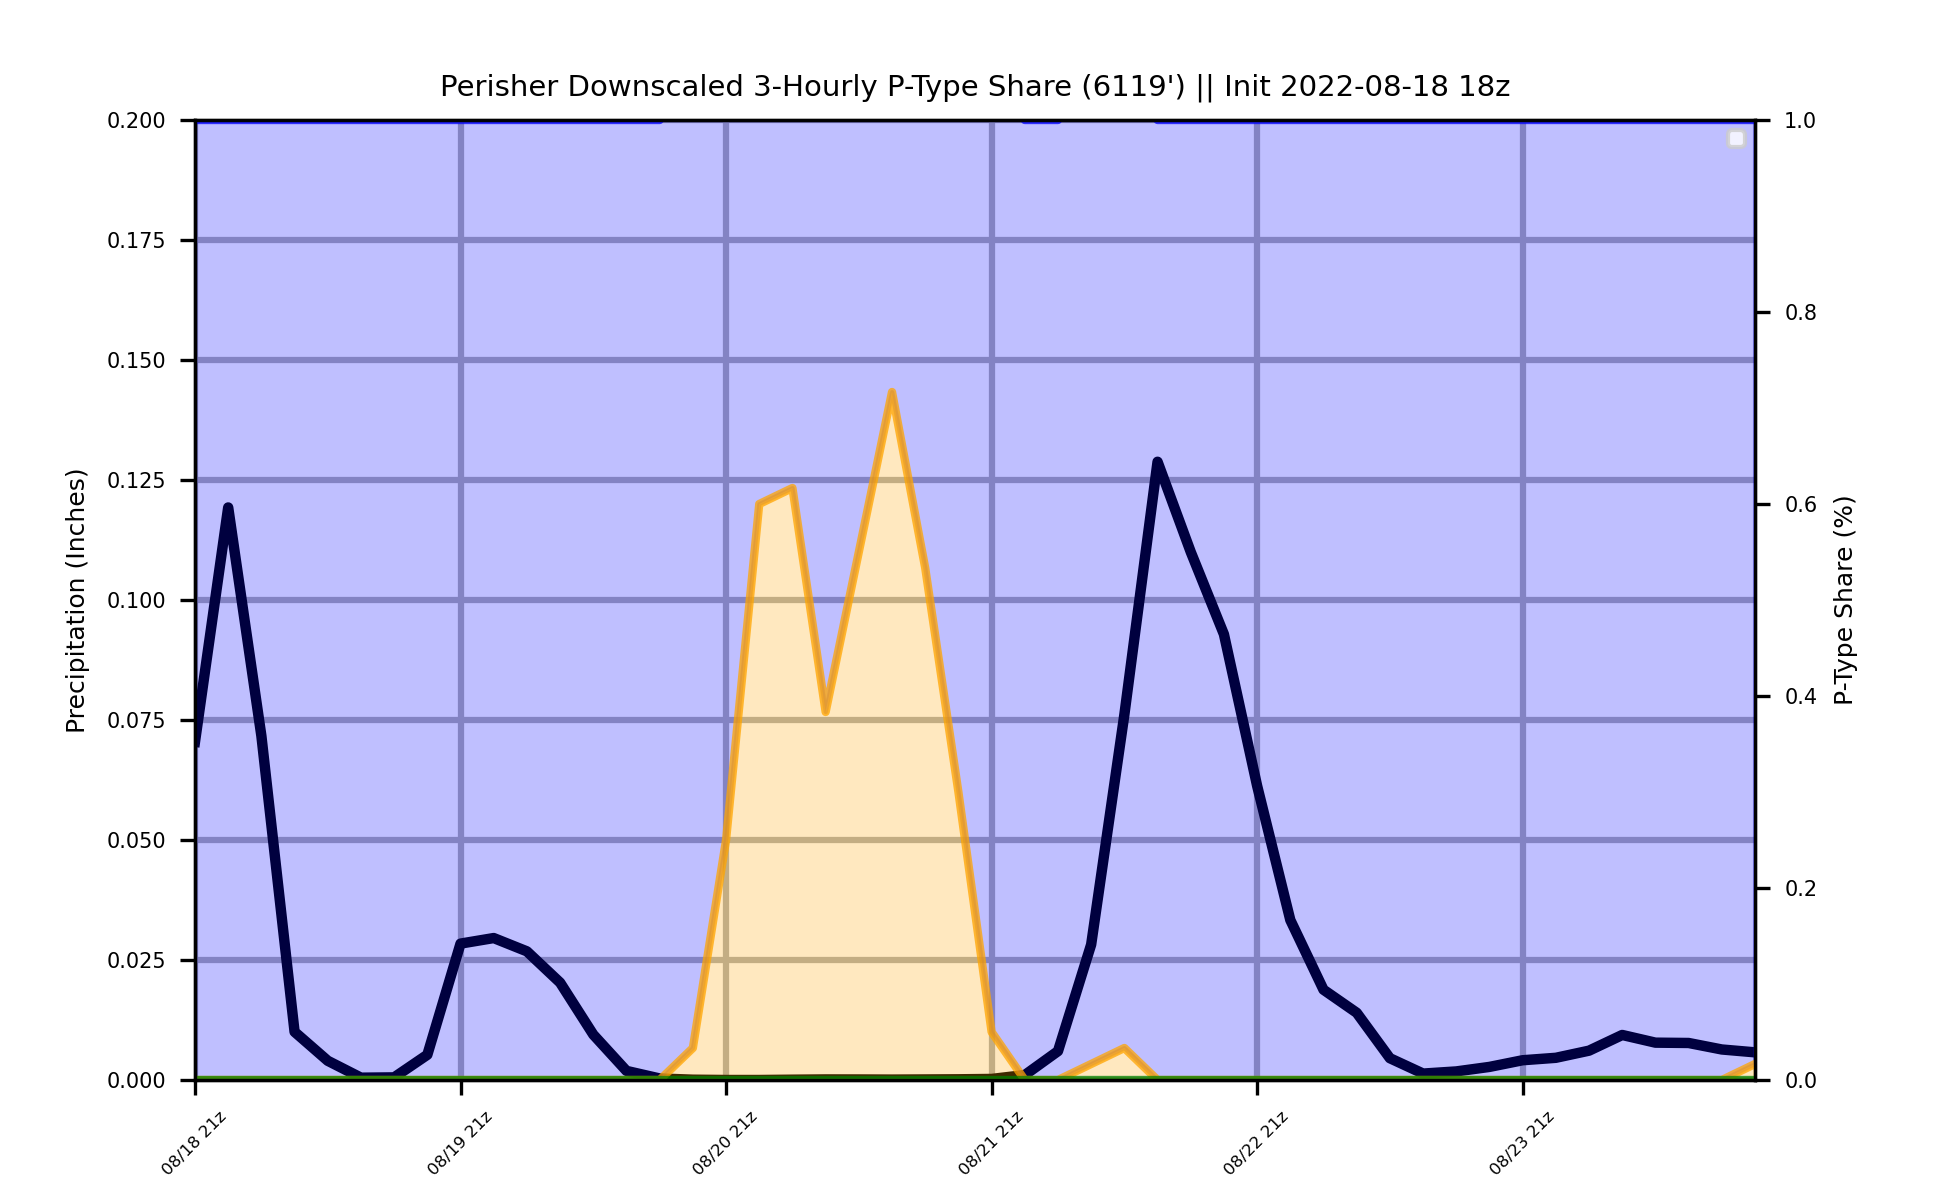 Perisher Downscaled 3-Hourly P-Type Share (6119') || Init 2022-08-18 18z
0.200
0.175
0.150
0.125
0.100
0.075
0.050
0.025
0.000
Precipitation (Inches)
1.0
0.8
0.6
0.4
0.2
0.0
P-Type Share (%)
08/18 21z
08/19 21z
08/20 21z
08/21 21z
08/22 21z
08/23 21z